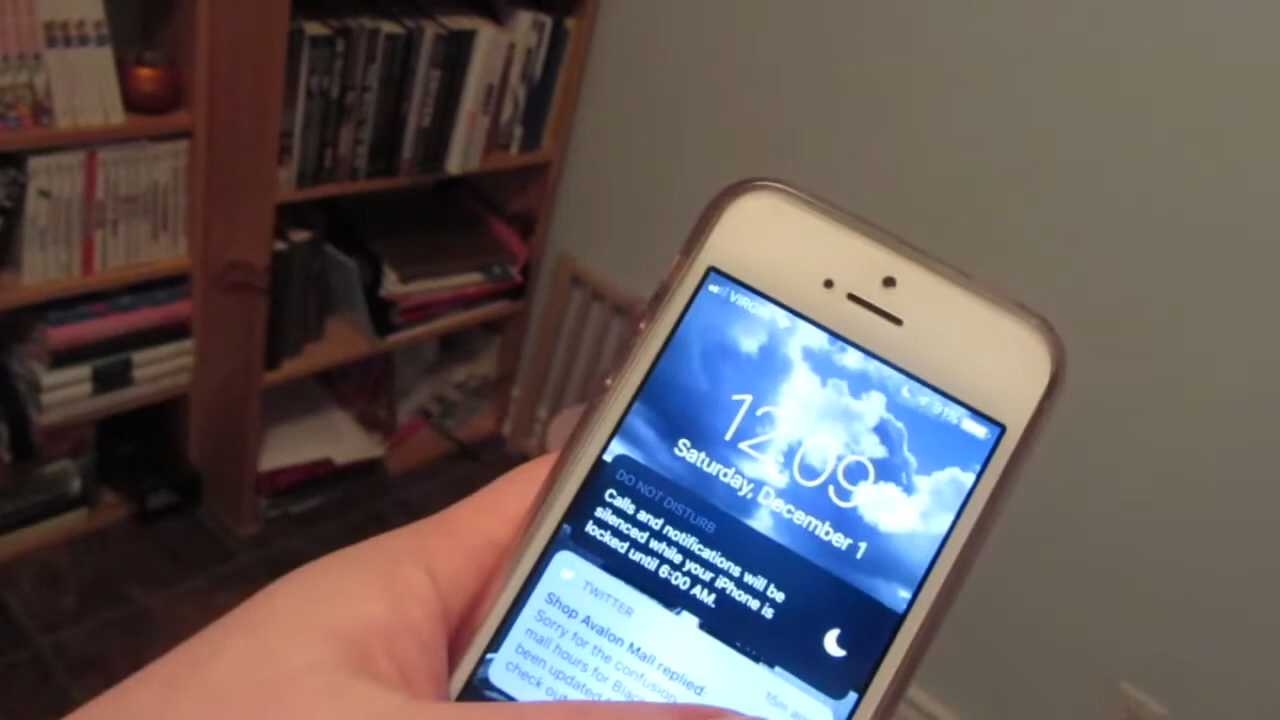 91%
12:09
Saturday, December 1
DO NOT DISTURB
Calls and notifications will be
silenced while your iPhone is
locked until 6:00 AM.
TWITTER
15m
Shop Avalon Mall replied:
Sorry for the confusion
mall hours for
been updated
check out